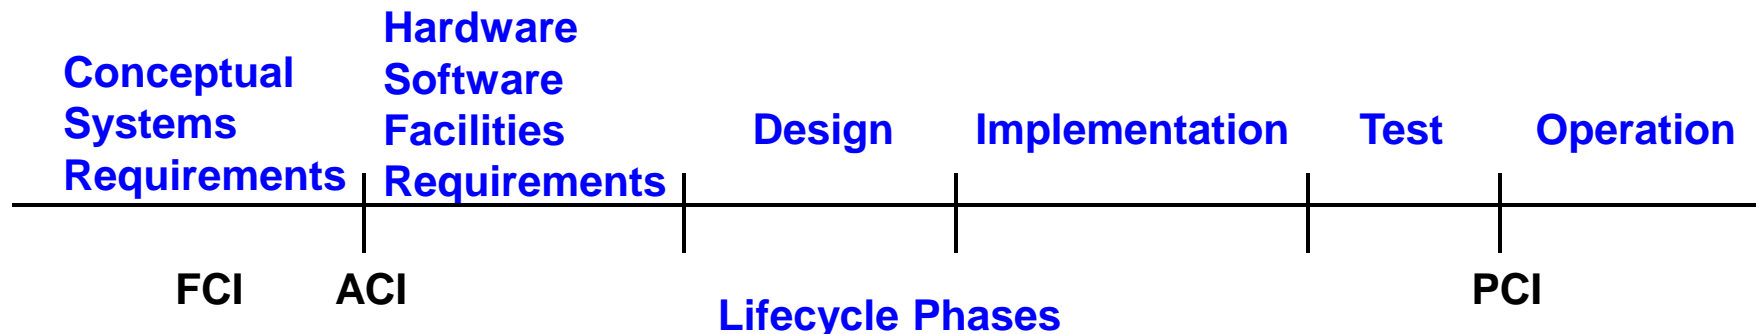 Conceptual
Systems
Requirements
Hardware
Software
Facilities
Requirements
Design
Implementation
Test
Operation
FCI
ACI
PCI
Lifecycle Phases